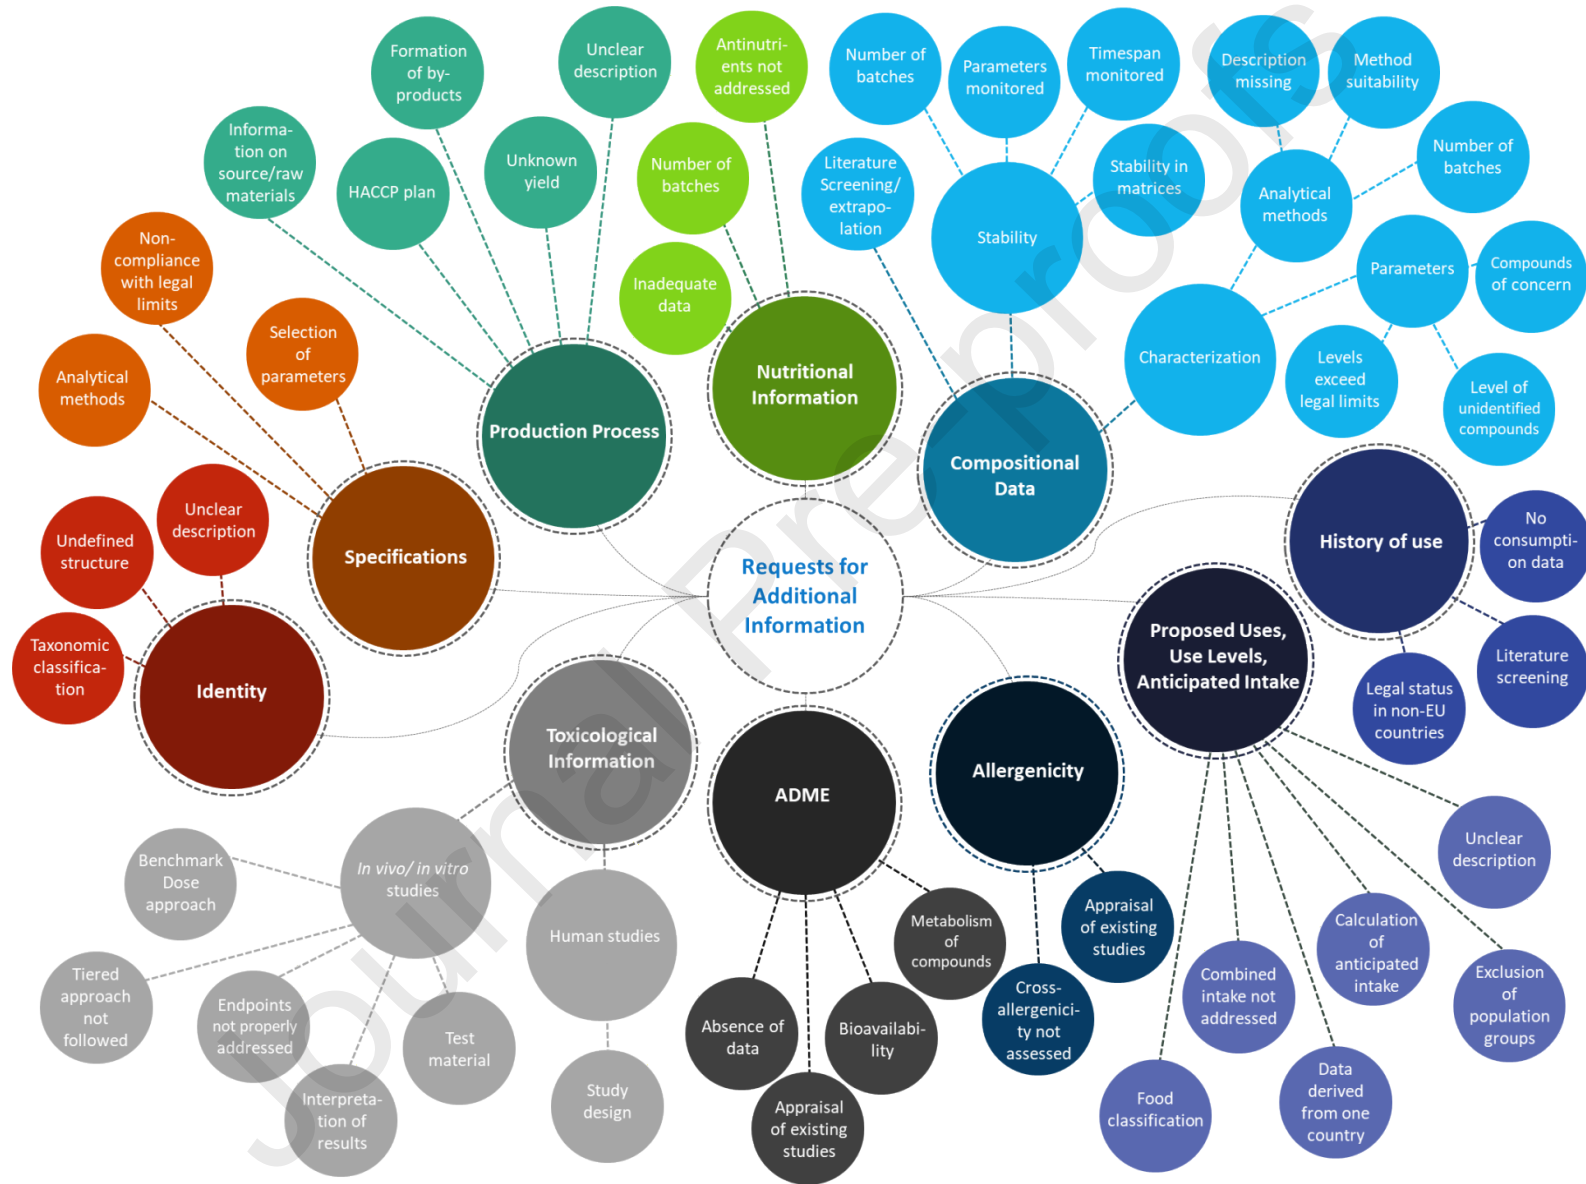 Formation
of by-
products
Unclear
description
Informa-
tion on
source/raw
materials
HACCP plan
Unknown
yield
Antinutri-
ents not
addressed
Number of
batches
Inadequate
data
Number of
batches
Parameters
monitored
Timespan
monitored
Literature
Screening/
extrapo-
lation
Stability in
matrices
Stability
Description
missing
Method
suitability
Number of
batches
Analytical
methods
Parameters
Compounds
of concern
Characterization
Levels
exceed
legal limits
Level of
unidentified
compounds
Non-
compliance
with legal
limits
Selection
of
parameters
Analytical
methods
Production Process
Nutritional
Information
Compositional
Data
Specifications
Undefined
structure
Unclear
description
Taxonomic
classifica-
tion
Identity
Requests for
Additional
Information
History of use
No
consumpti-
on data
Literature
screening
Legal status
in non-EU
countries
Proposed Uses,
Use Levels,
Anticipated Intake
Toxicological
Information
ADME
Allergenicity
Benchmark
Dose
approach
In vivo/ in vitro
studies
Tiered
approach
not
followed
Endpoints
not properly
addressed
Interpreta-
tion of
results
Test
material
Human studies
Study
design
Absence of
data
Appraisal
of existing
studies
Bioavailabi-
lity
Metabolism
of
compounds
Cross-
allergenici-
ty not
assessed
Appraisal
of existing
studies
Unclear
description
Calculation
of
anticipated
intake
Combined
intake not
addressed
Exclusion
of
population
groups
Food
classification
Data
derived
from one
country
Journal Pre-proofs